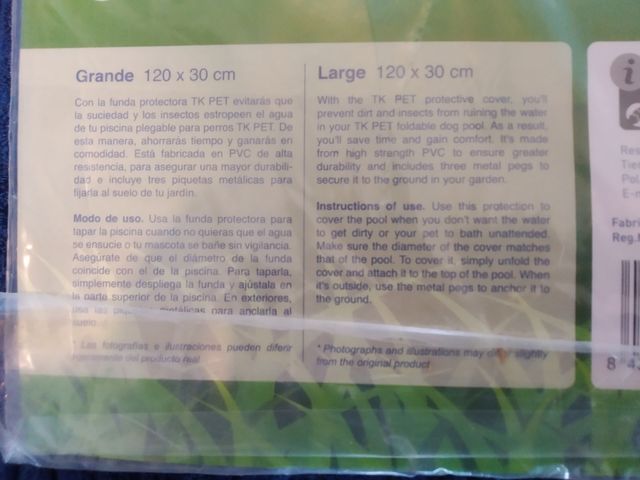 Grande 120 x 30 cm
Con la funda protectora TK PET evitarás que
la suciedad y los insectos estropeen el agua
de tu piscina plegable para perros TK PET. De
esta manera, ahorrarás tiempo y ganarás en
comodidad. Está fabricada en PVC de alta
resistencia, para asegurar una mayor durabili-
dad e incluye tres piquetas metálicas para
fijarla al suelo de tu jardín.
Modo de uso. Usa la funda protectora para
tapar la piscina cuando no quieras que el agua
se ensucie o tu mascota se bañe sin vigilancia.
Asegúrate de que el diámetro de la funda
coincide con el de la piscina. Para taparla,
simplemente despliega la funda y ajústala en
la parte superior de la piscina. En exteriores,
usa las metálicas para anclarla al
suelo.
* Las fotografías e ilustraciones pueden diferir
ligeramente del producto real
Large 120 x 30 cm
With the TK PET protective cover, you'll
prevent dirt and insects from ruining the water
in your TK PET foldable dog pool. As a result,
you'll save time and gain comfort. It's made
from high strength PVC to ensure greater
durability and includes three metal pegs to
secure it to the ground in your garden.
Instructions of use. Use this protection to
cover the pool when you don't want the water
to get dirty or your pet to bath unattended.
Make sure the diameter of the cover matches
that of the pool. To cover it, simply unfold the
cover and attach it to the top of the pool. When
it's outside, use the metal pegs to anchor it to
the ground.
* Photographs and illustrations may differ slightly
from the original product
i
Res
Tie
Pol
E-
Fabri
Reg.
8